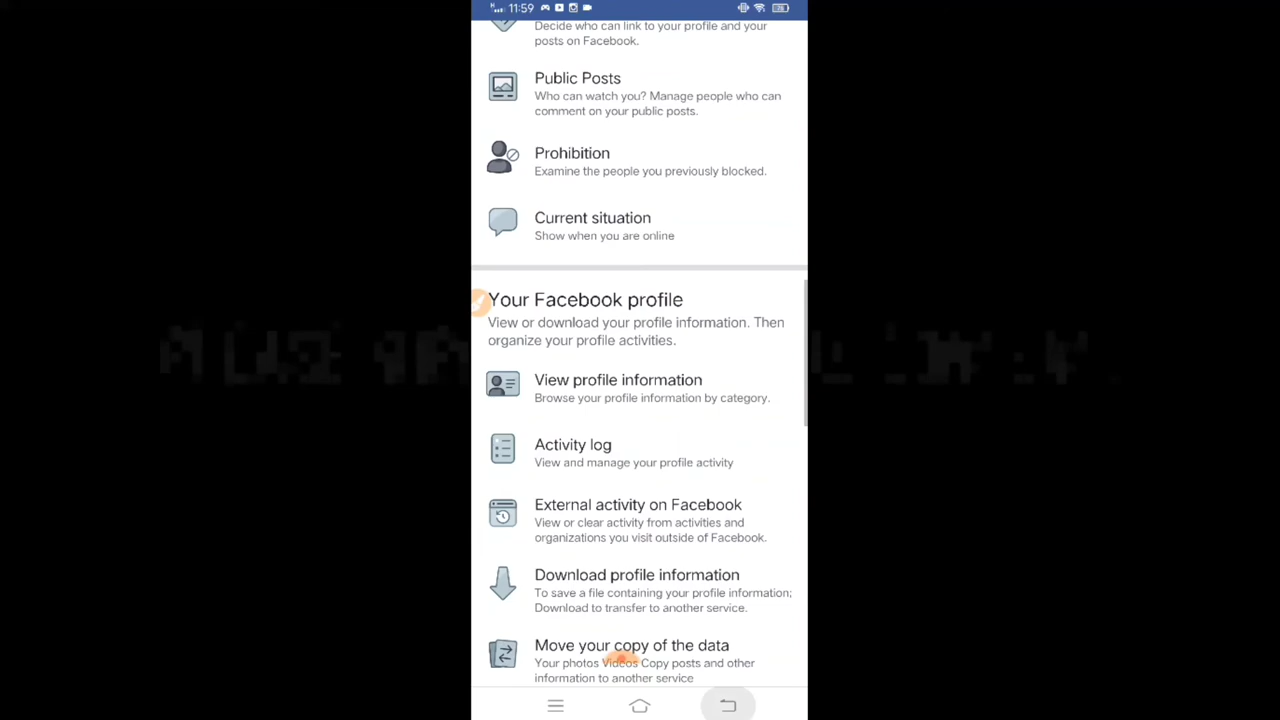 11:59
Decide who can link to your profile and your
posts on Facebook.
Public Posts
Who can watch you? Manage people who can
comment on your public posts.
Prohibition
Examine the people you previously blocked.
Current situation
Show when you are online
Your Facebook profile
View or download your profile information. Then
organize your profile activities.
View profile information
Browse your profile information by category.
Activity log
View and manage your profile activity
External activity on Facebook
View or clear activity from activities and
organizations you visit outside of Facebook.
Download profile information
To save a file containing your profile information;
Download to transfer to another service.
Move your copy of the data
Your photos Videos Copy posts and other
information to another service